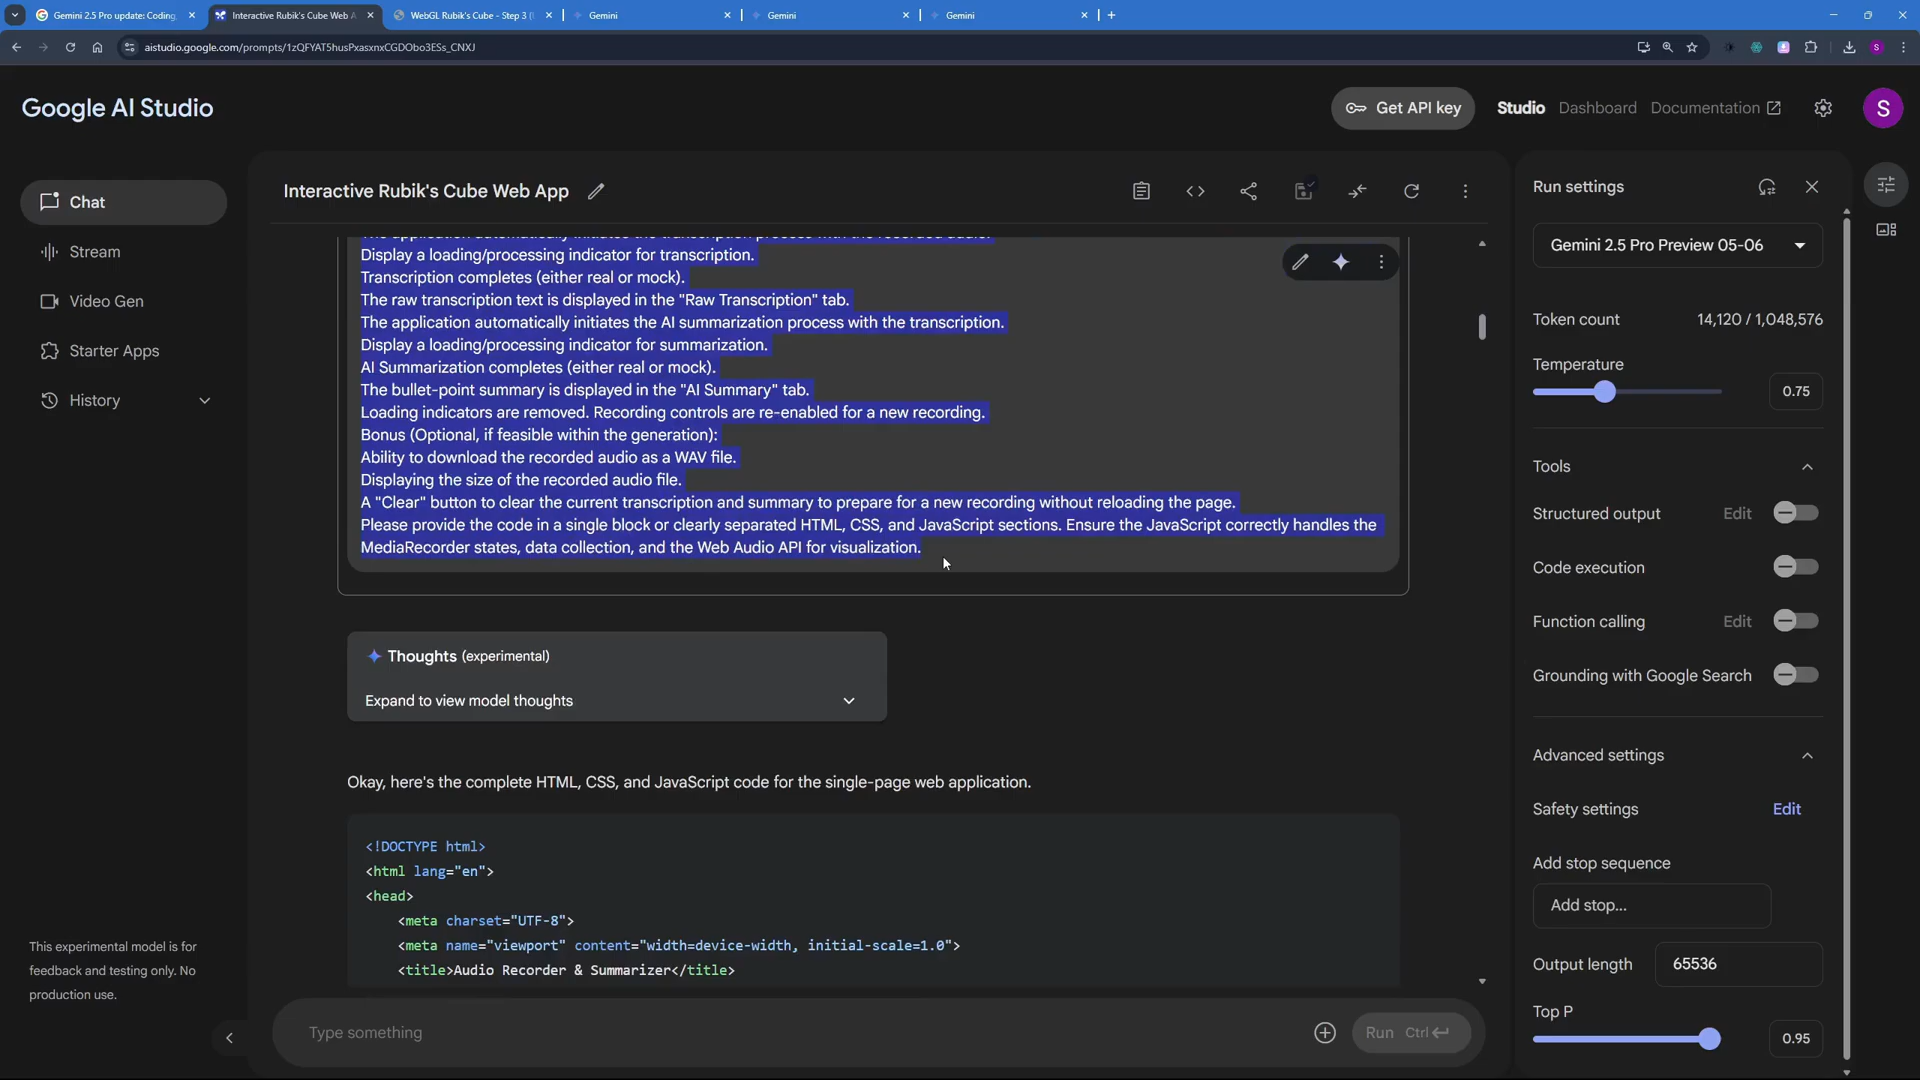 Gemini 2.5 Pro update: Coding
Interactive Rubik's Cube Web A
WebGL Rubik's Cube - Step 3 (
Gemini
Gemini
Gemini
aistudio.google.com/prompts/1zQFYAT5husPxasxnxCGDObo3ESs_CNXJ
S
Google AI Studio
Get API key
Studio
Dashboard
Documentation
S
Chat
Stream
Video Gen
Starter Apps
History
This experimental model is for
feedback and testing only. No
production use.
Interactive Rubik's Cube Web App
The application automatically initiates the transcription process with the recorded audio.
Display a loading/processing indicator for transcription.
Transcription completes (either real or mock).
The raw transcription text is displayed in the "Raw Transcription" tab.
The application automatically initiates the AI summarization process with the transcription.
Display a loading/processing indicator for summarization.
AI Summarization completes (either real or mock).
The bullet-point summary is displayed in the "AI Summary" tab.
Loading indicators are removed. Recording controls are re-enabled for a new recording.
Bonus (Optional, if feasible within the generation):
Ability to download the recorded audio as a WAV file.
Displaying the size of the recorded audio file.
A "Clear" button to clear the current transcription and summary to prepare for a new recording without reloading the page.
Please provide the code in a single block or clearly separated HTML, CSS, and JavaScript sections. Ensure the JavaScript correctly handles the
MediaRecorder states, data collection, and the Web Audio API for visualization.
Thoughts (experimental)
Expand to view model thoughts
Okay, here's the complete HTML, CSS, and JavaScript code for the single-page web application.
<!DOCTYPE html>
<html lang="en">
<head>
<meta charset="UTF-8">
<meta name="viewport" content="width=device-width, initial-scale=1.0">
<title>Audio Recorder & Summarizer</title>
Type something
Run Ctrl
Run settings
Gemini 2.5 Pro Preview 05-06
Token count 14,120 / 1,048,576
Temperature
0.75
Tools
Structured output Edit
Code execution
Function calling Edit
Grounding with Google Search
Advanced settings
Safety settings Edit
Add stop sequence
Add stop...
Output length 65536
Top P
0.95